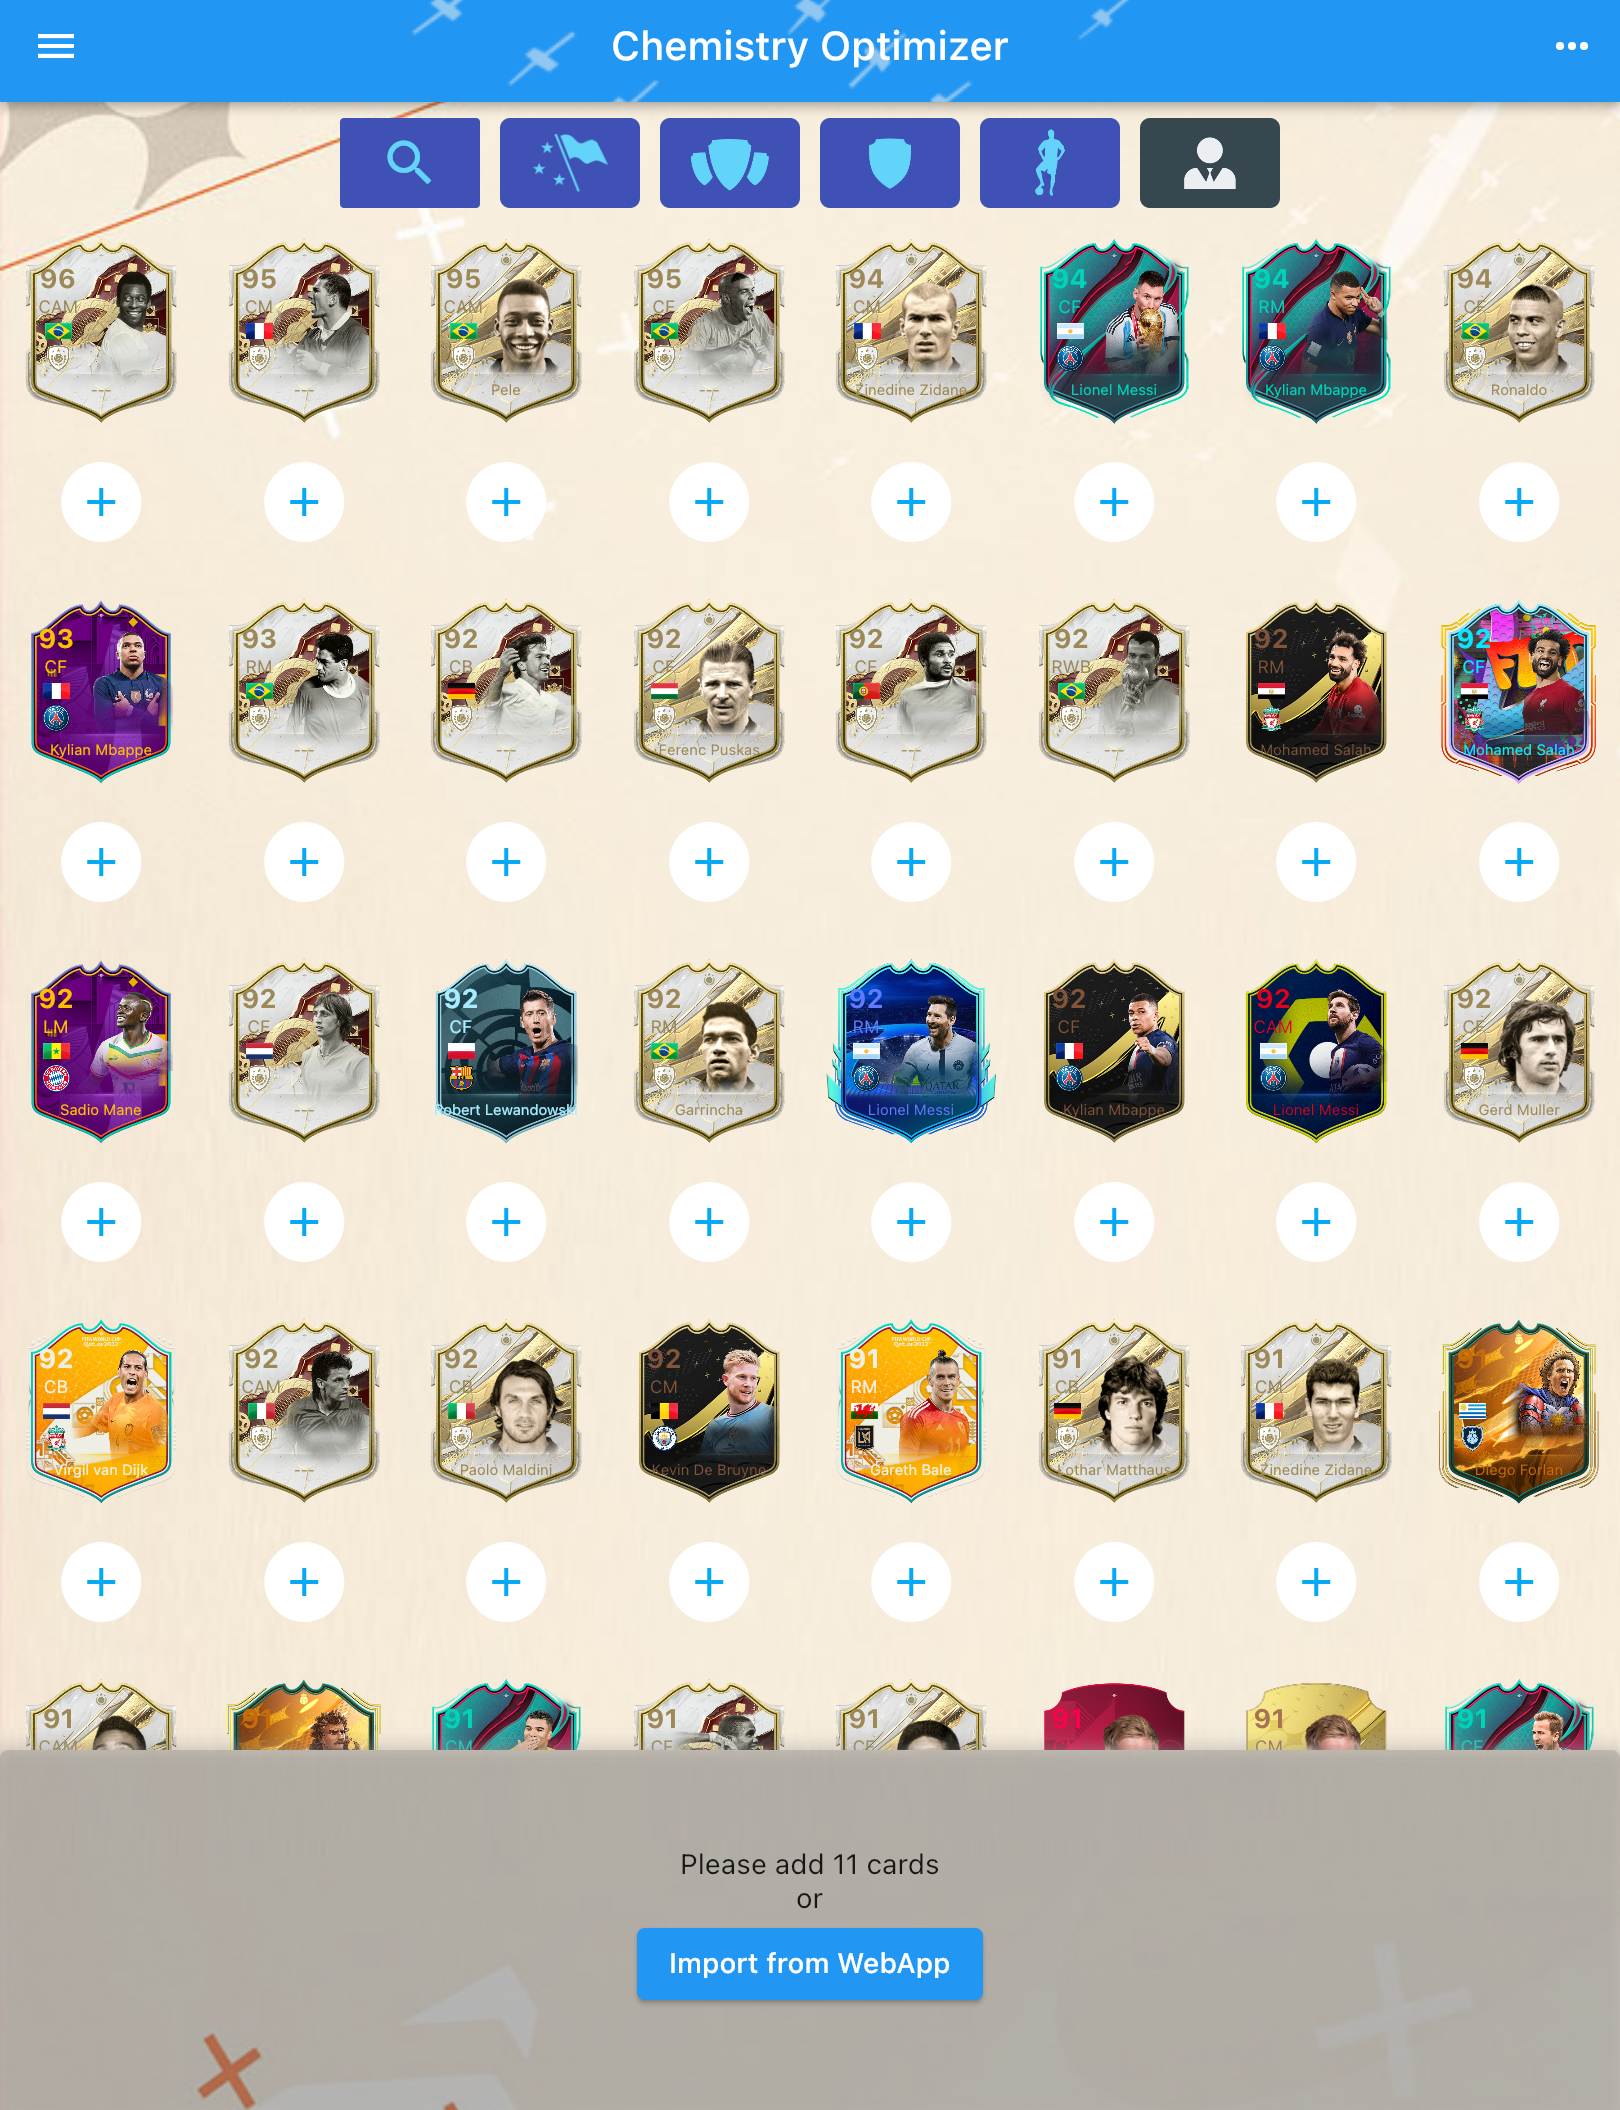 Chemistry Optimizer
96
CAM
---
95
CM
---
95
CAM
Pele
95
CF
---
94
CM
Zinedine Zidane
94
CF
Lionel Messi
94
RM
Kylian Mbappe
94
CF
Ronaldo
93
CF
Kylian Mbappe
93
RM
---
92
CB
---
92
CF
Ferenc Puskas
92
CF
---
92
RWB
---
92
RM
Mohamed Salah
92
CF
Mohamed Salah
92
LM
Sadio Mane
92
CF
---
92
CF
Robert Lewandowski
92
RM
Garrincha
92
RM
Lionel Messi
92
CF
Kylian Mbappe
92
CAM
Lionel Messi
92
CF
Gerd Muller
92
CB
Virgil van Dijk
92
CAM
---
92
CB
Paolo Maldini
92
CM
Kevin De Bruyne
91
RM
Gareth Bale
91
CB
Lothar Matthaus
91
CM
Zinedine Zidane
91
Diego Forlan
91
CAM
91
91
CM
91
CF
91
CF
91
CM
91
CM
91
CF
Please add 11 cards
or
Import from WebApp